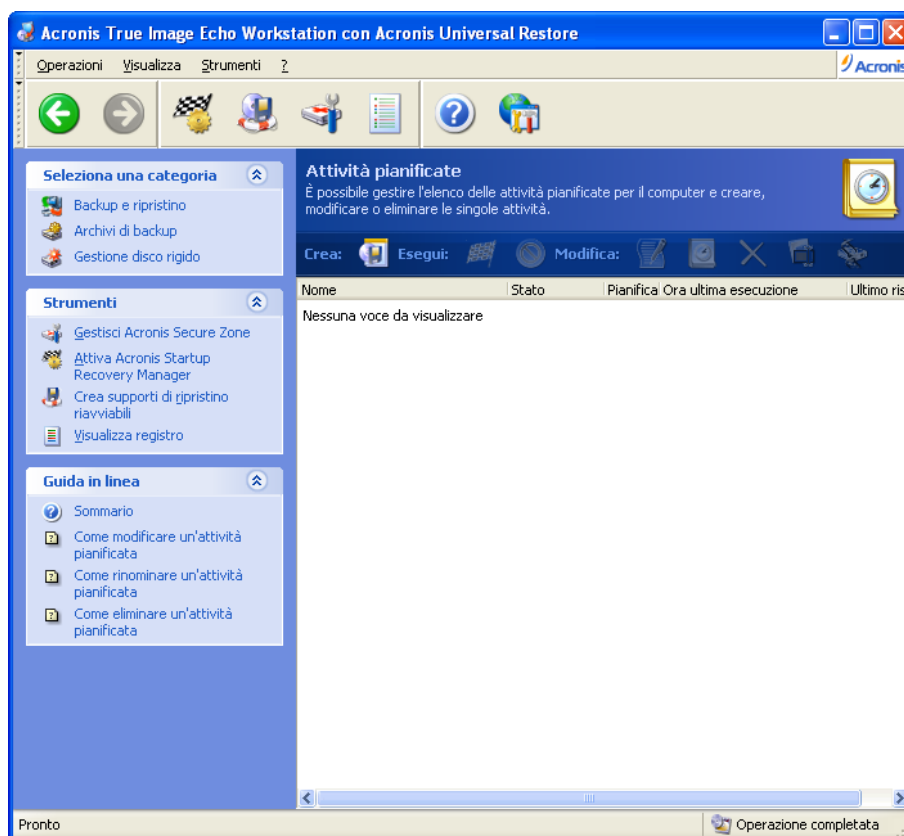 Acronis True Image Echo Workstation con Acronis Universal Restore
Operazioni Visualizza Strumenti ?
Acronis
Seleziona una categoria
Backup e ripristino
Archivi di backup
Gestione disco rigido
Strumenti
Gestisci Acronis Secure Zone
Attiva Acronis Startup
Recovery Manager
Crea supporti di ripristino
riavviabili
Visualizza registro
Guida in linea
Sommario
Come modificare un'attività
pianificata
Come rinominare un'attività
pianificata
Come eliminare un'attività
pianificata
Attività pianificate
È possibile gestire l'elenco delle attività pianificate per il computer e creare,
modificare o eliminare le singole attività.
Crea: Esegui: Modifica:
Nome Stato Pianifica Ora ultima esecuzione Ultimo ris
Nessuna voce da visualizzare
Pronto Operazione completata